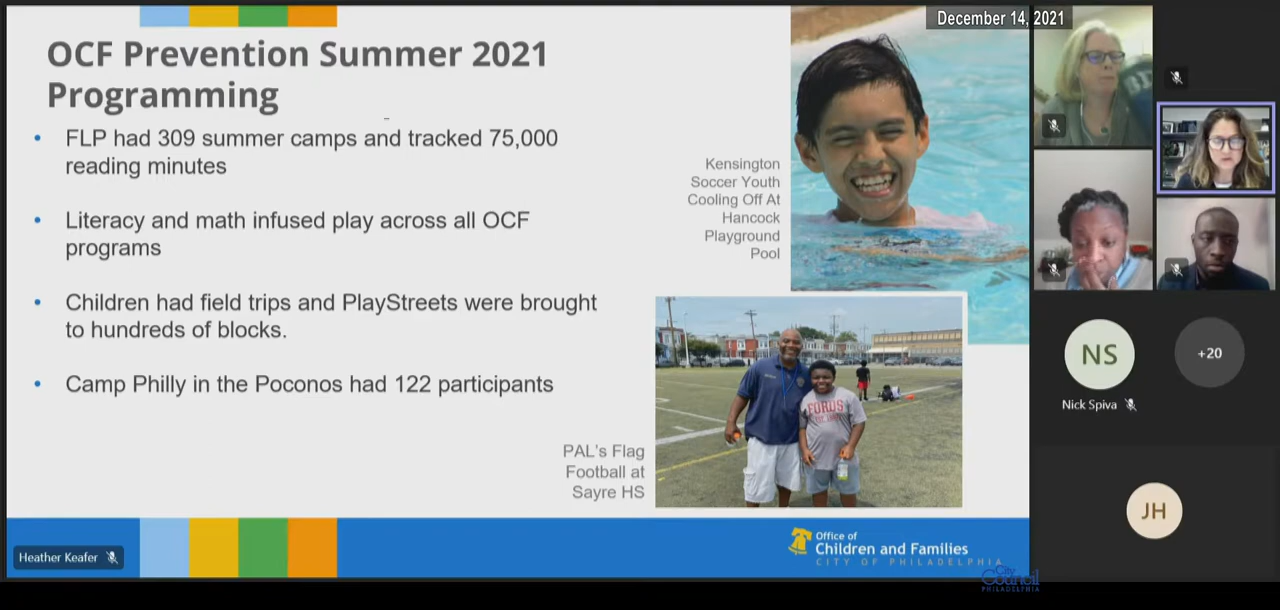 December 14, 2021
OCF Prevention Summer 2021
Programming
• FLP had 309 summer camps and tracked 75,000
reading minutes
• Literacy and math infused play across all OCF
programs
• Children had field trips and PlayStreets were brought
to hundreds of blocks.
• Camp Philly in the Poconos had 122 participants
Kensington
Soccer Youth
Cooling Off At
Hancock
Playground
Pool
PAL's Flag
Football at
Sayre HS
FORDS
Office of
Children and Families
CITY OF PHILADELPHIA
Heather Keafer
NS
+20
Nick Spiva
JH
City
Council
PHILADELPHIA